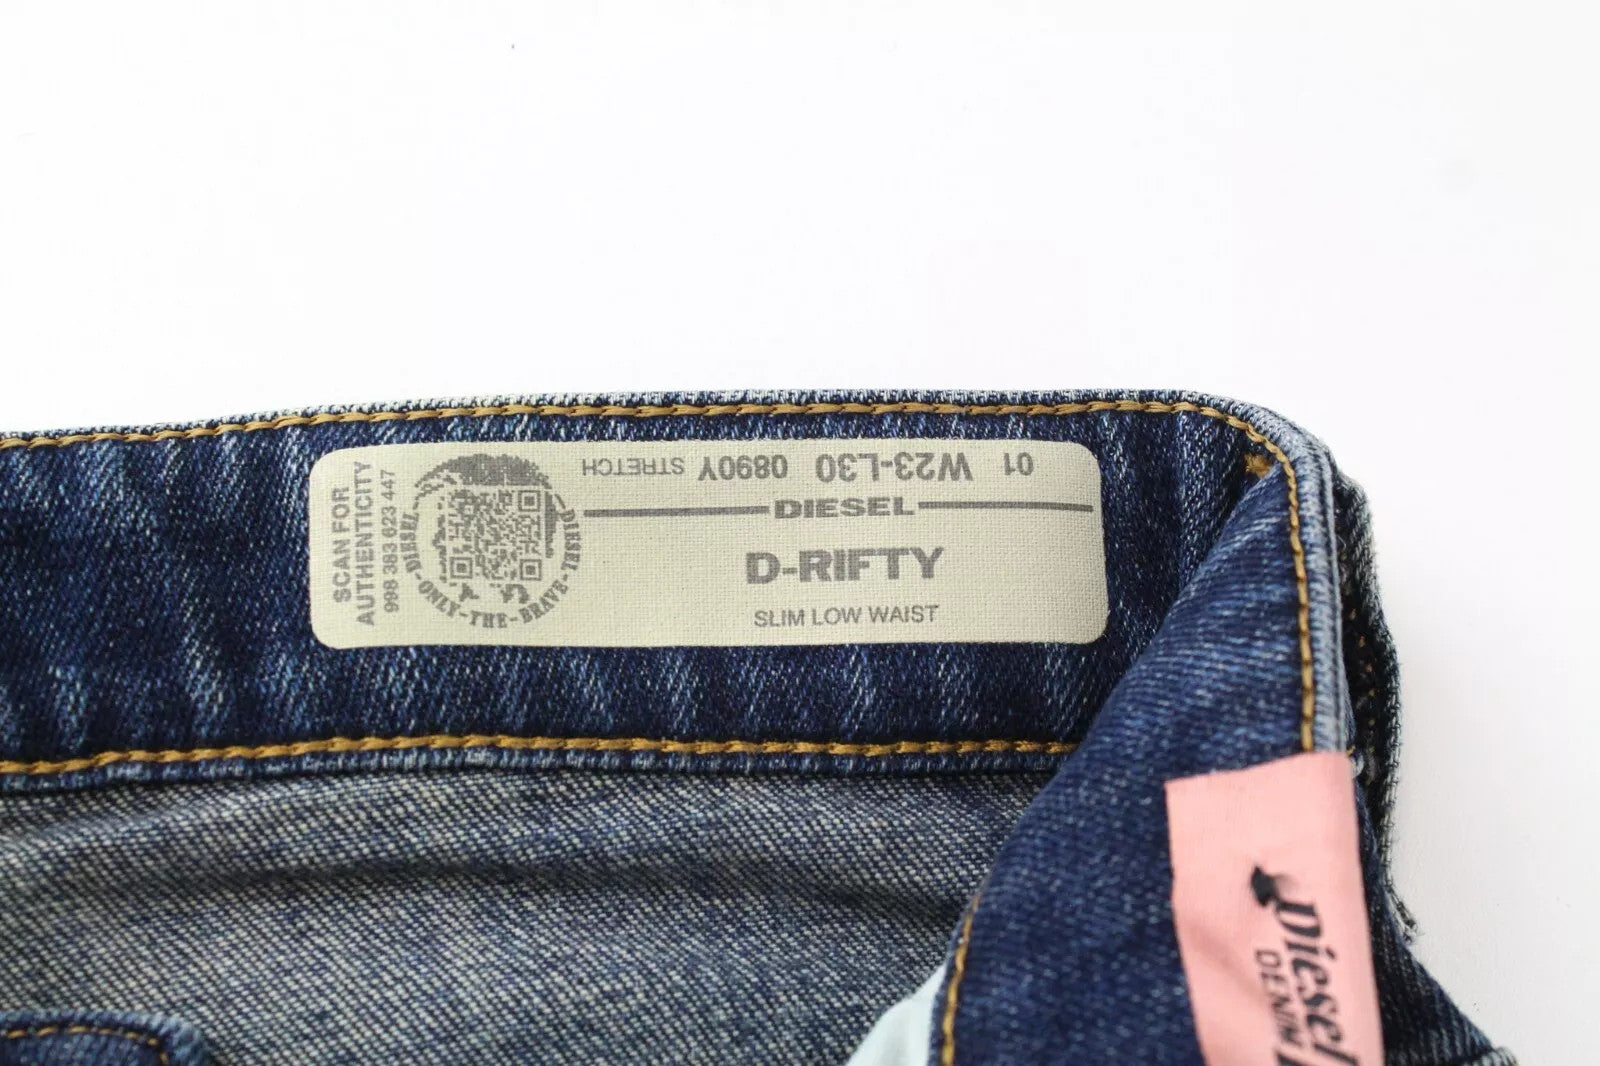 SCAN FOR
AUTHENTICITY
998 383 623 447
DIESEL-ONLY-THE-BRAVE-DIESEL
01 W23-L30 0890Y STRETCH
DIESEL
D-RIFTY
SLIM LOW WAIST
Diesel
DENIM